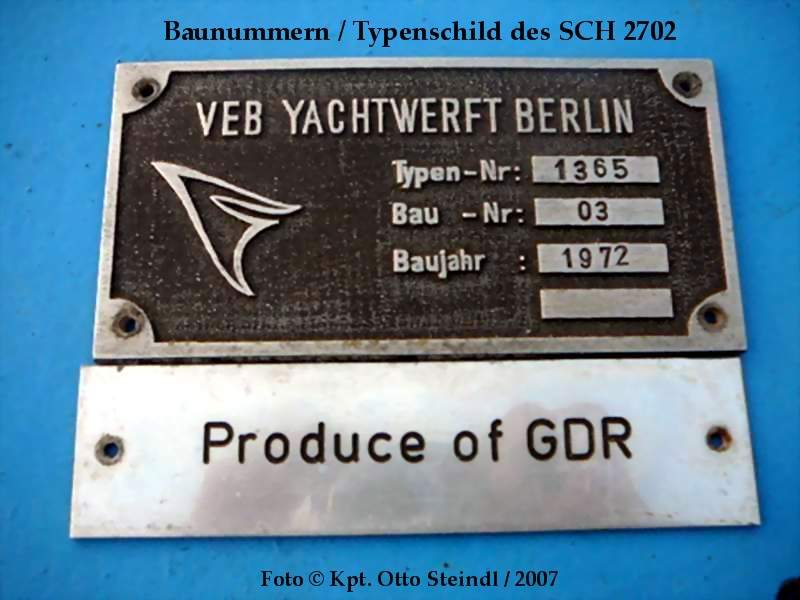 Baunummern / Typenschild des SCH 2702
VEB YACHTWERFT BERLIN
Typen-Nr: 1365
Bau -Nr: 03
Baujahr : 1972
Produce of GDR
Foto © Kpt. Otto Steindl / 2007